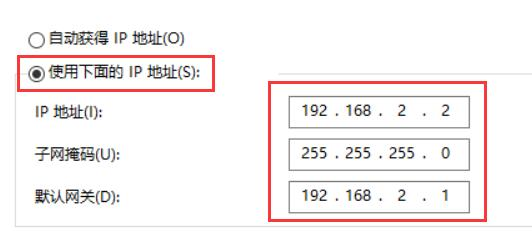 自动获得 IP 地址(O)
使用下面的 IP 地址(S):
IP 地址(I): 192 . 168 . 2 . 2
子网掩码(U): 255 . 255 . 255 . 0
默认网关(D): 192 . 168 . 2 . 1